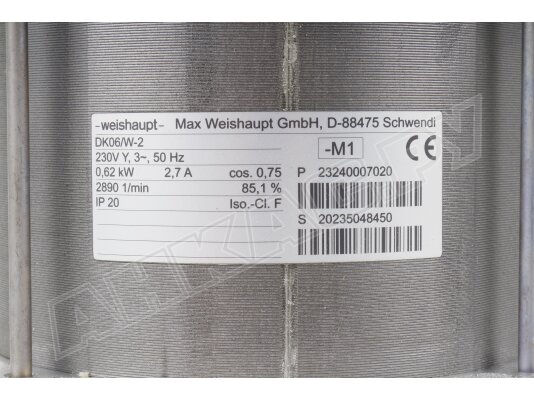 -weishaupt- Max Weishaupt GmbH, D-88475 Schwendi
DK06/W-2 -M1 CE
230V Y, 3~, 50 Hz
0,62 kW 2,7 A cos. 0,75 P 23240007020
2890 1/min 85,1 %
IP 20 Iso.-Cl. F
S 20235048450